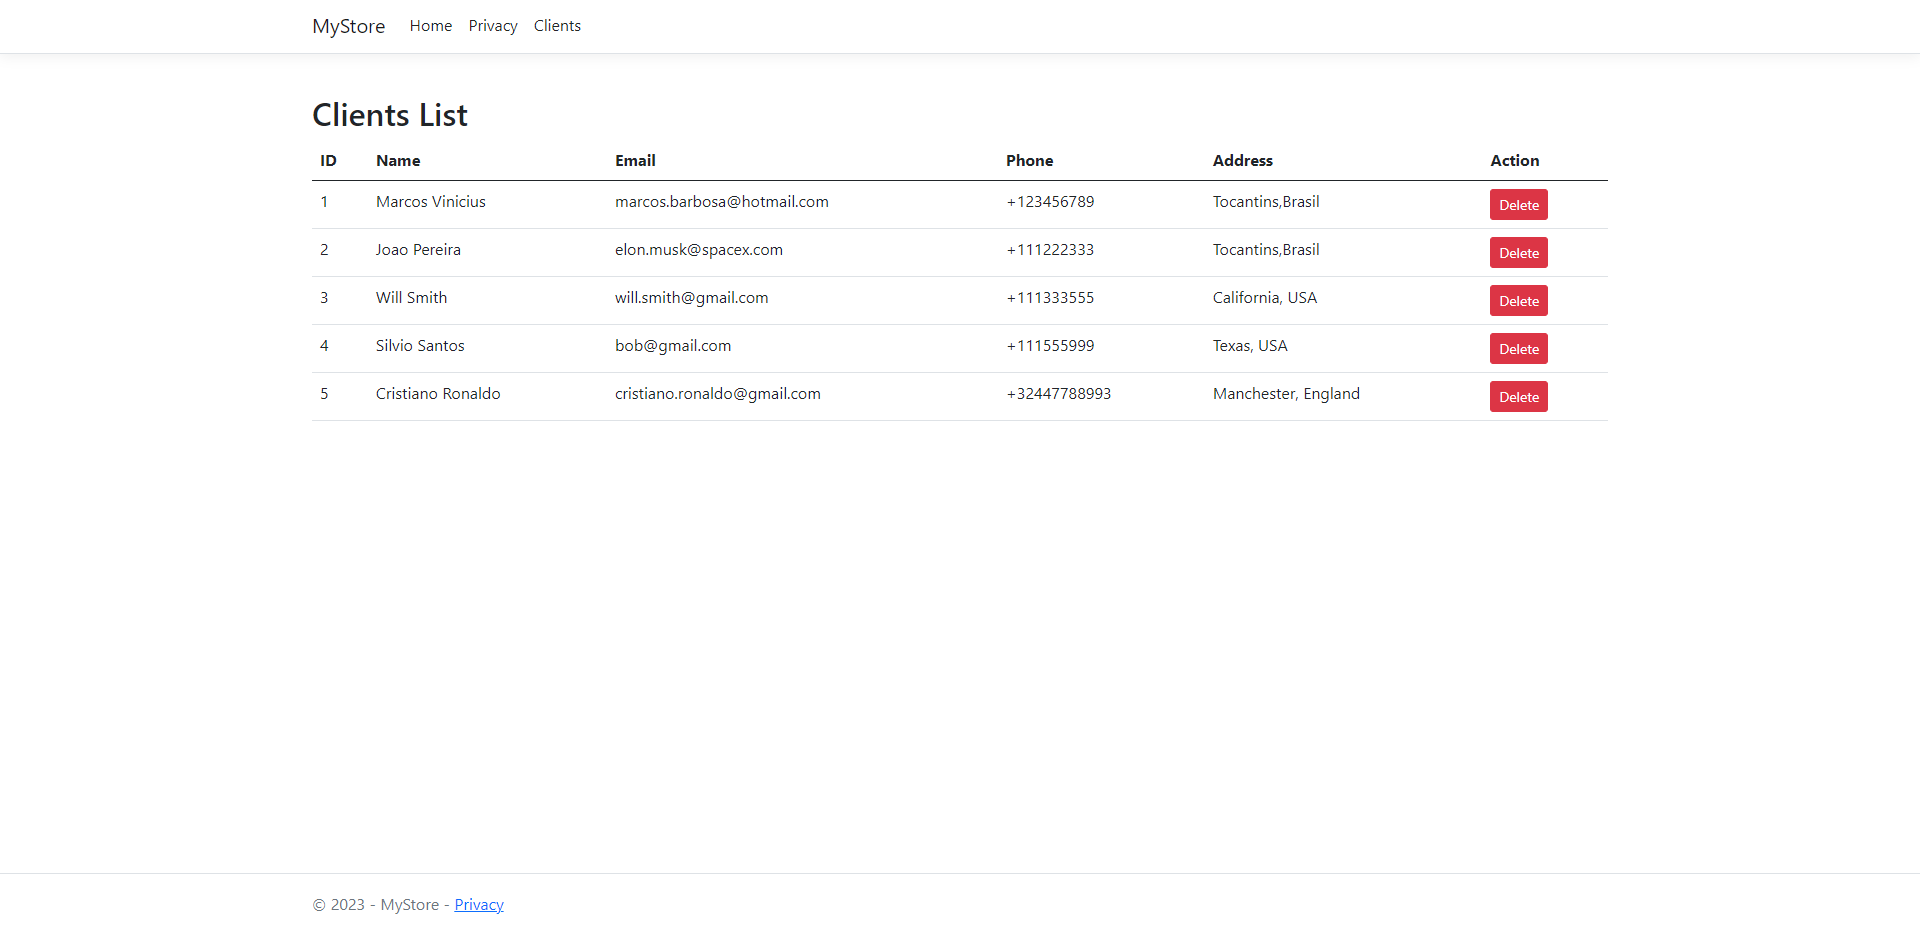 MyStore Home Privacy Clients
Clients List
ID Name Email Phone Address Action
1 Marcos Vinicius marcos.barbosa@hotmail.com +123456789 Tocantins,Brasil Delete
2 Joao Pereira elon.musk@spacex.com +111222333 Tocantins,Brasil Delete
3 Will Smith will.smith@gmail.com +111333555 California, USA Delete
4 Silvio Santos bob@gmail.com +111555999 Texas, USA Delete
5 Cristiano Ronaldo cristiano.ronaldo@gmail.com +32447788993 Manchester, England Delete
© 2023 - MyStore - Privacy